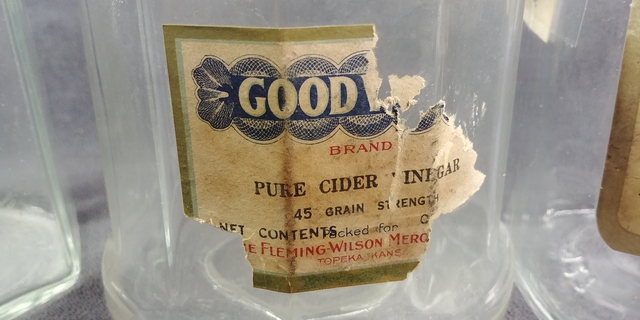 GOOD
BRAND
PURE CIDER VINEGAR
45 GRAIN STRENGTH
NET CONTENTS
Packed for
FLEMING-WILSON MERC
TOPEKA, KANS